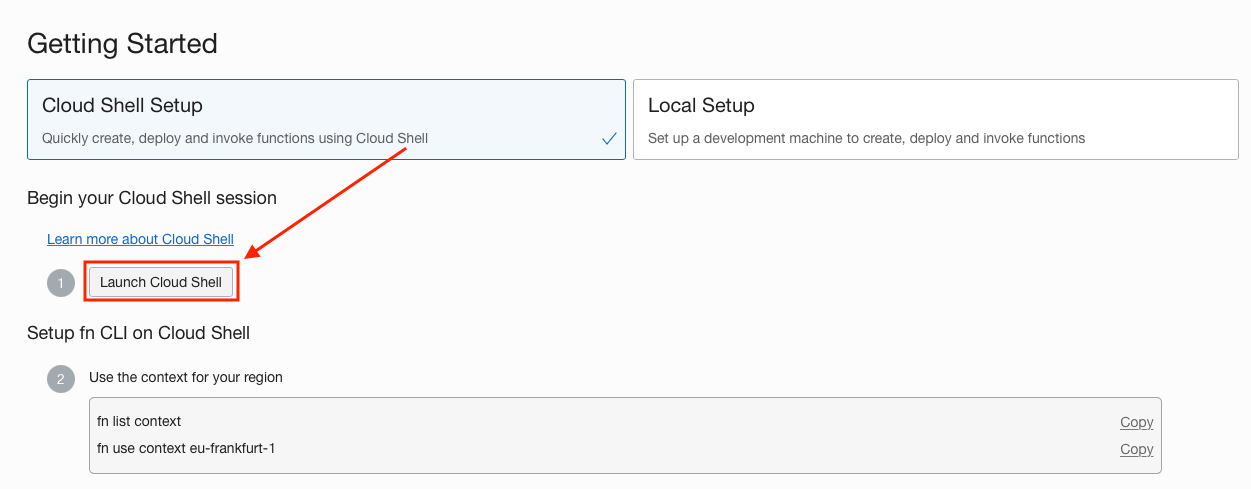 Getting Started
Cloud Shell Setup
Quickly create, deploy and invoke functions using Cloud Shell
Local Setup
Set up a development machine to create, deploy and invoke functions
Begin your Cloud Shell session
Learn more about Cloud Shell
1 Launch Cloud Shell
Setup fn CLI on Cloud Shell
2 Use the context for your region
fn list context Copy
fn use context eu-frankfurt-1 Copy